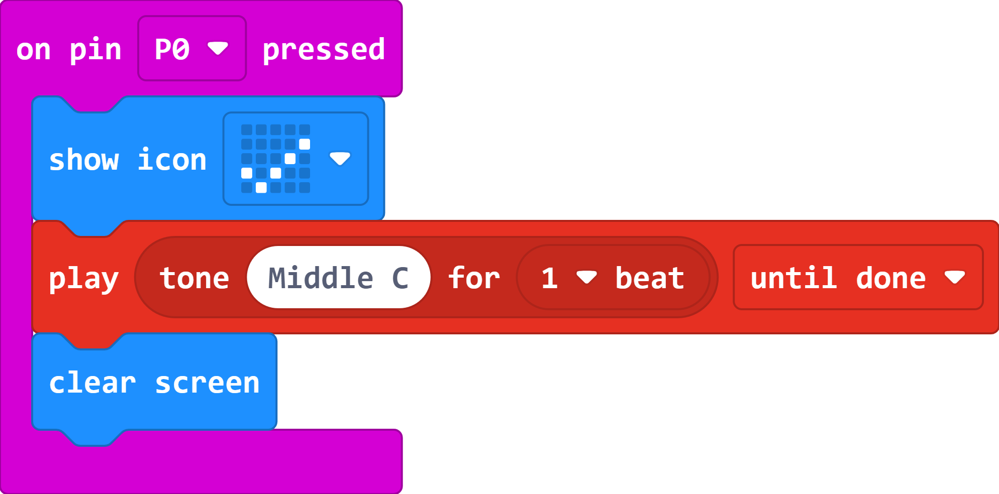 on pin P0 pressed
show icon
play tone Middle C for 1 beat until done
clear screen